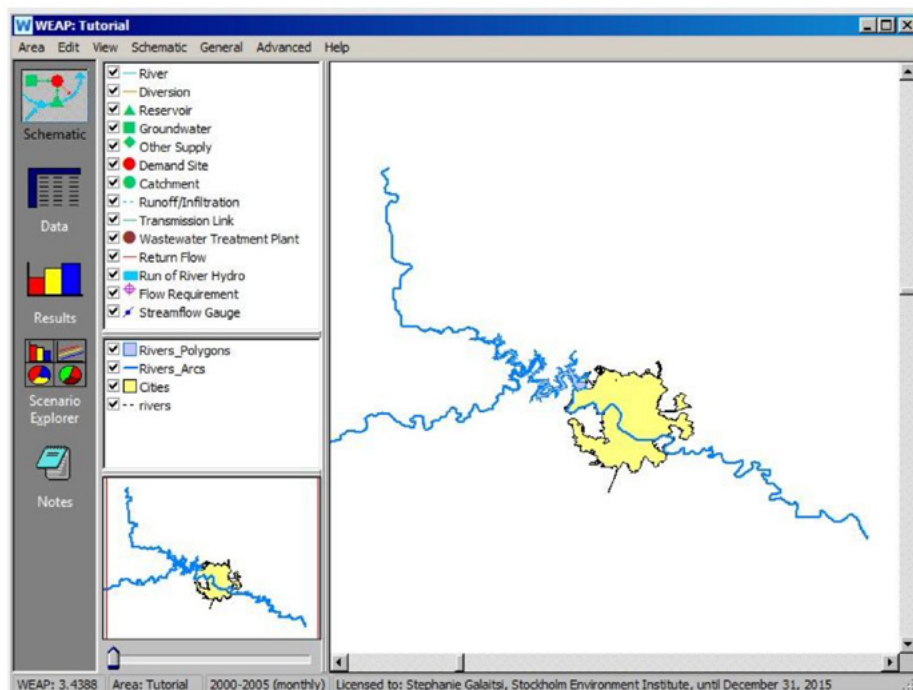 WEAP: Tutorial
Area Edit View Schematic General Advanced Help
Schematic
Data
Results
Scenario
Explorer
Notes
River
Diversion
Reservoir
Groundwater
Other Supply
Demand Site
Catchment
Runoff/Infiltration
Transmission Link
Wastewater Treatment Plant
Return Flow
Run of River Hydro
Flow Requirement
Streamflow Gauge
Rivers_Polygons
Rivers_Arcs
Cities
rivers
WEAP: 3.4388 Area: Tutorial 2000-2005 (monthly) Licensed to: Stephanie Galaitsi, Stockholm Environment Institute, until December 31, 2015